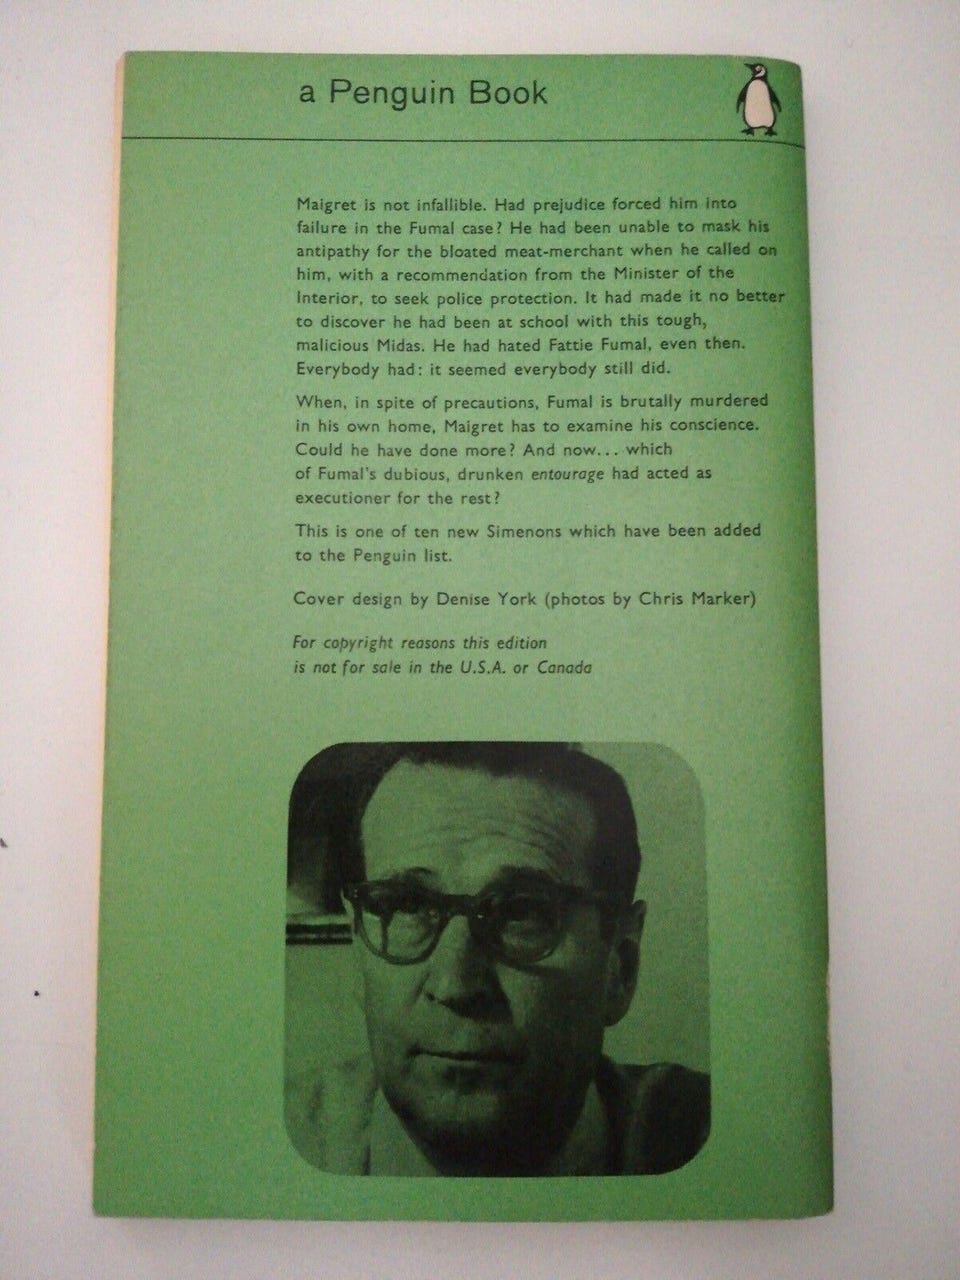 a Penguin Book
Maigret is not infallible. Had prejudice forced him into
failure in the Fumal case? He had been unable to mask his
antipathy for the bloated meat-merchant when he called on
him, with a recommendation from the Minister of the
Interior, to seek police protection. It had made it no better
to discover he had been at school with this tough,
malicious Midas. He had hated Fattie Fumal, even then.
Everybody had: it seemed everybody still did.
When, in spite of precautions, Fumal is brutally murdered
in his own home, Maigret has to examine his conscience.
Could he have done more? And now... which
of Fumal's dubious, drunken entourage had acted as
executioner for the rest?
This is one of ten new Simenons which have been added
to the Penguin list.
Cover design by Denise York (photos by Chris Marker)
For copyright reasons this edition
is not for sale in the U.S.A. or Canada